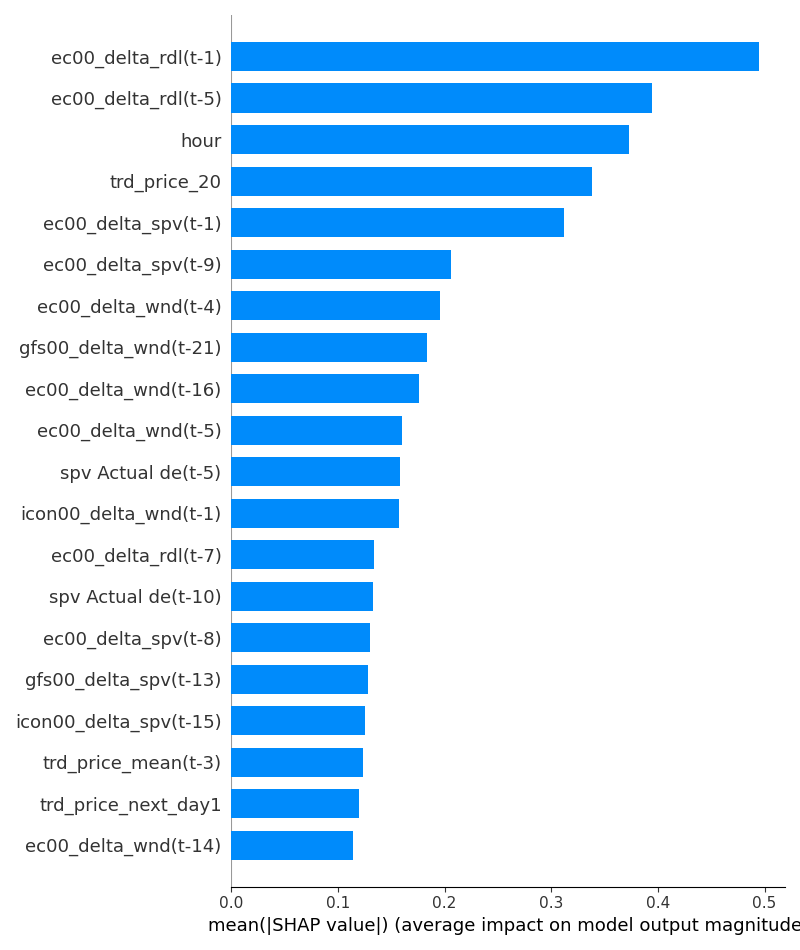 ec00_delta_rdl(t-1)
ec00_delta_rdl(t-5)
hour
trd_price_20
ec00_delta_spv(t-1)
ec00_delta_spv(t-9)
ec00_delta_wnd(t-4)
gfs00_delta_wnd(t-21)
ec00_delta_wnd(t-16)
ec00_delta_wnd(t-5)
spv Actual de(t-5)
icon00_delta_wnd(t-1)
ec00_delta_rdl(t-7)
spv Actual de(t-10)
ec00_delta_spv(t-8)
gfs00_delta_spv(t-13)
icon00_delta_spv(t-15)
trd_price_mean(t-3)
trd_price_next_day1
ec00_delta_wnd(t-14)
0.0 0.1 0.2 0.3 0.4 0.5
mean(|SHAP value|) (average impact on model output magnitude